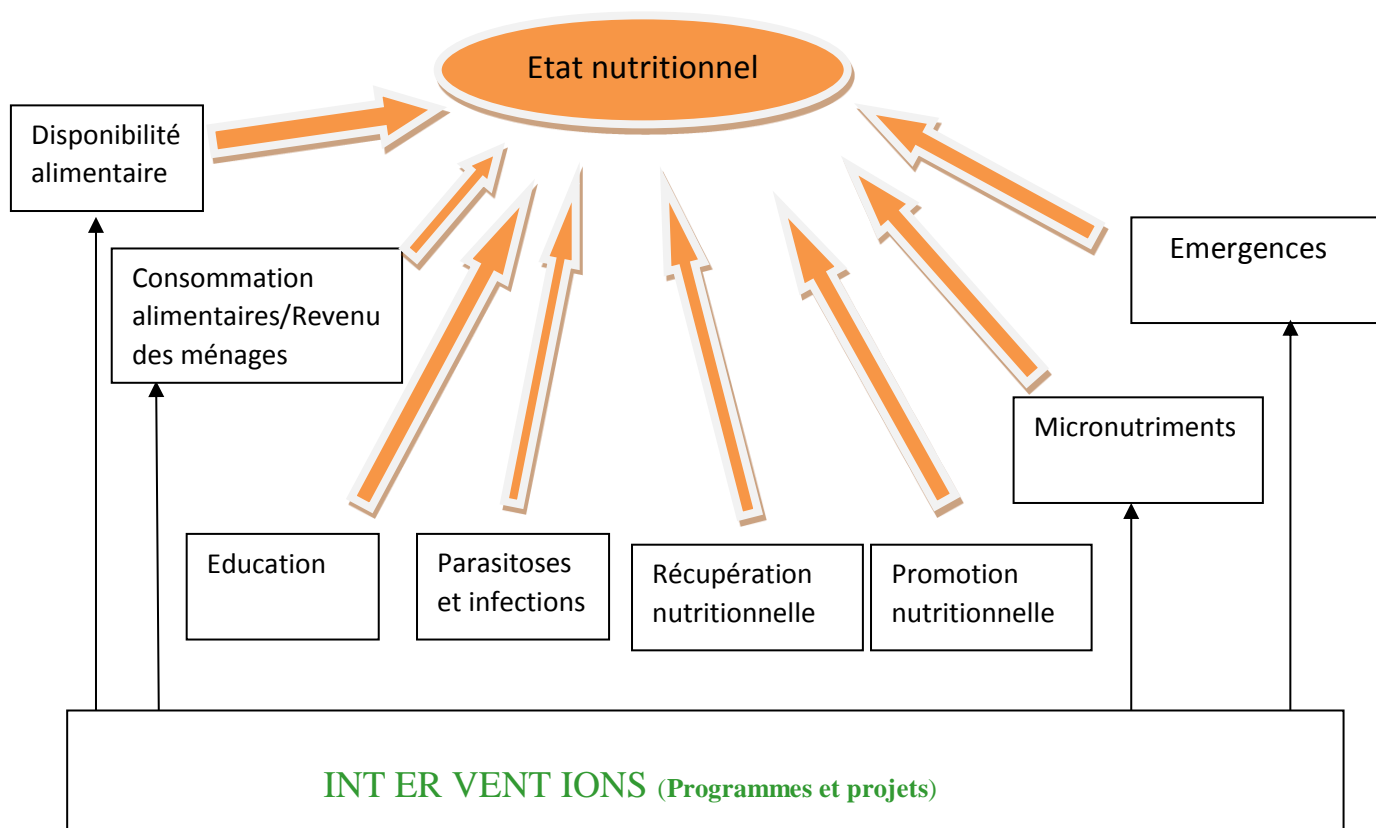 Etat nutritionnel
Disponibilité
alimentaire
Consommation
alimentaires/Revenu
des ménages
Emergences
Micronutriments
Education
Parasitoses
et infections
Récupération
nutritionnelle
Promotion
nutritionnelle
INT ER VENT IONS (Programmes et projets)